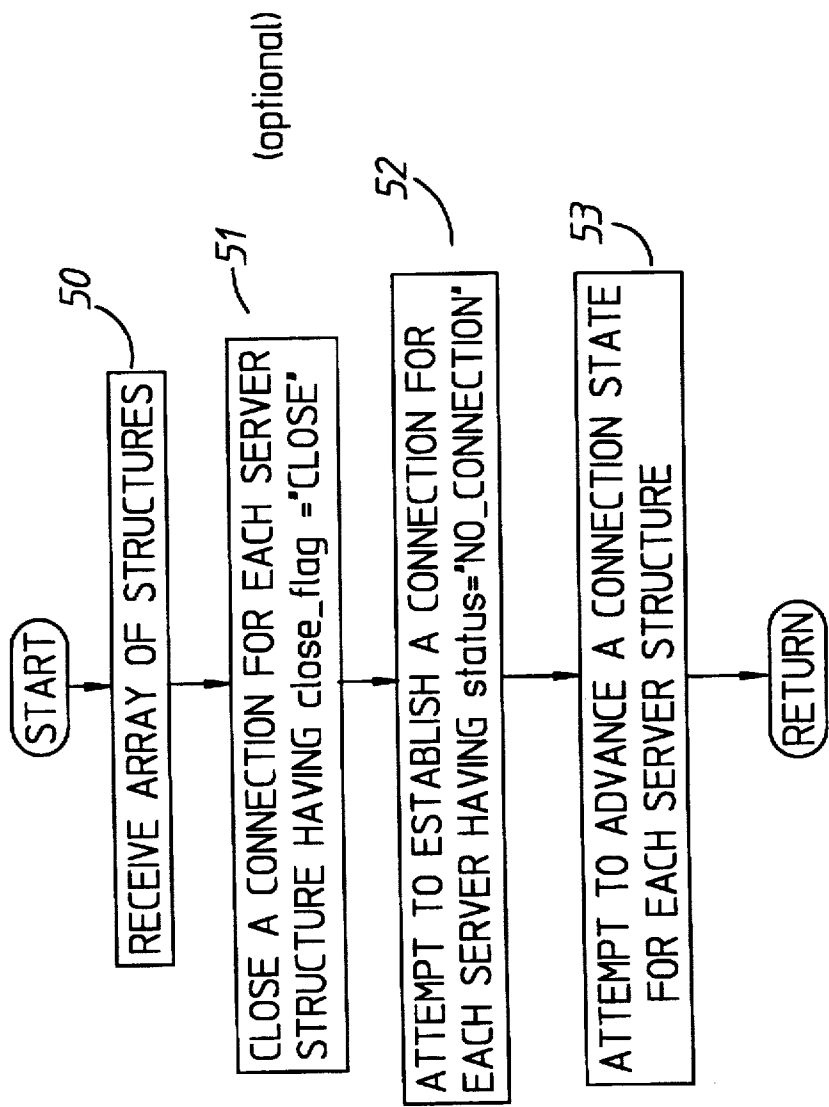 START
50
RECEIVE ARRAY OF STRUCTURES
51
(optional)
CLOSE A CONNECTION FOR EACH SERVER
STRUCTURE HAVING close_flag ="CLOSE"
52
ATTEMPT TO ESTABLISH A CONNECTION FOR
EACH SERVER HAVING status="NO_CONNECTION"
53
ATTEMPT TO ADVANCE A CONNECTION STATE
FOR EACH SERVER STRUCTURE
RETURN